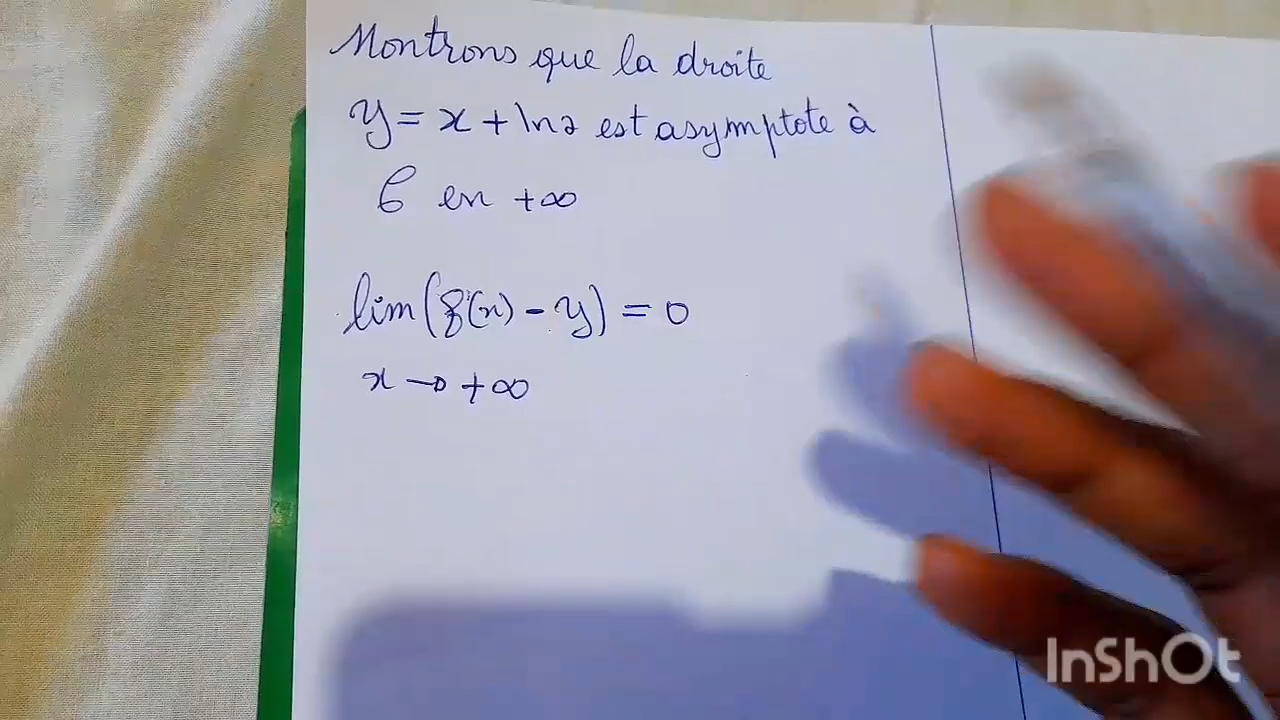 Montrons que la droite
y = x + ln2 est asymptote à
C en +∞
lim(f(x) - y) = 0
x → +∞
InShOt